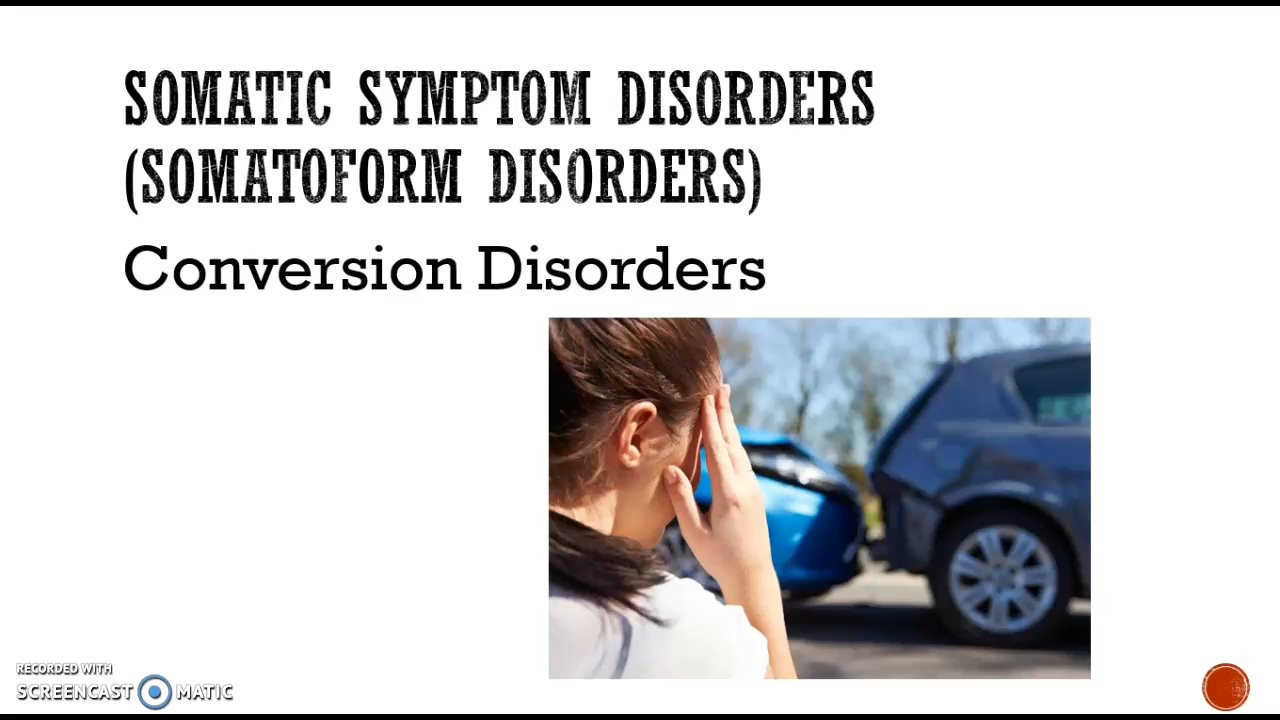 SOMATIC SYMPTOM DISORDERS
(SOMATOFORM DISORDERS)
Conversion Disorders
RECORDED WITH
SCREENCAST MATIC